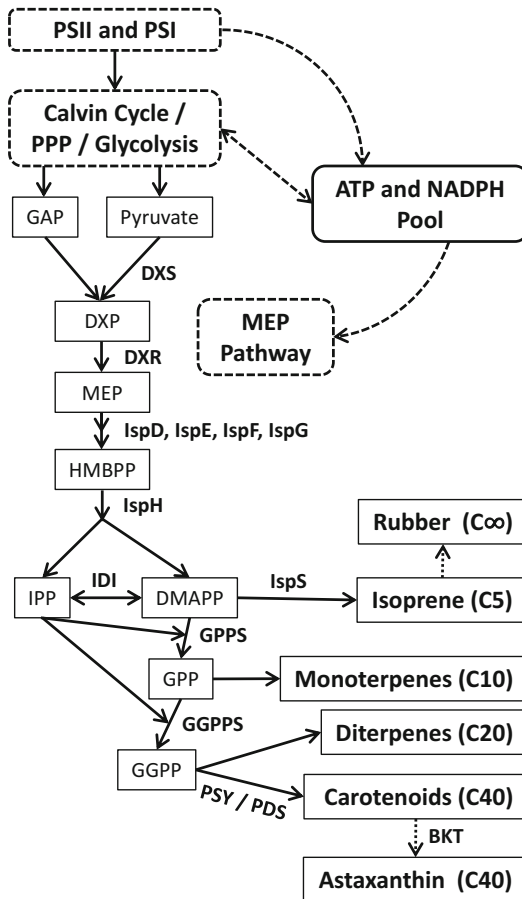 PSII and PSI
Calvin Cycle /
PPP / Glycolysis
ATP and NADPH
Pool
GAP
Pyruvate
DXS
DXP
MEP
Pathway
DXR
MEP
IspD, IspE, IspF, IspG
HMBPP
IspH
Rubber (C∞)
IDI
IspS
IPP
DMAPP
Isoprene (C5)
GPPS
GPP
Monoterpenes (C10)
GGPPS
Diterpenes (C20)
GGPP
PSY / PDS
Carotenoids (C40)
BKT
Astaxanthin (C40)